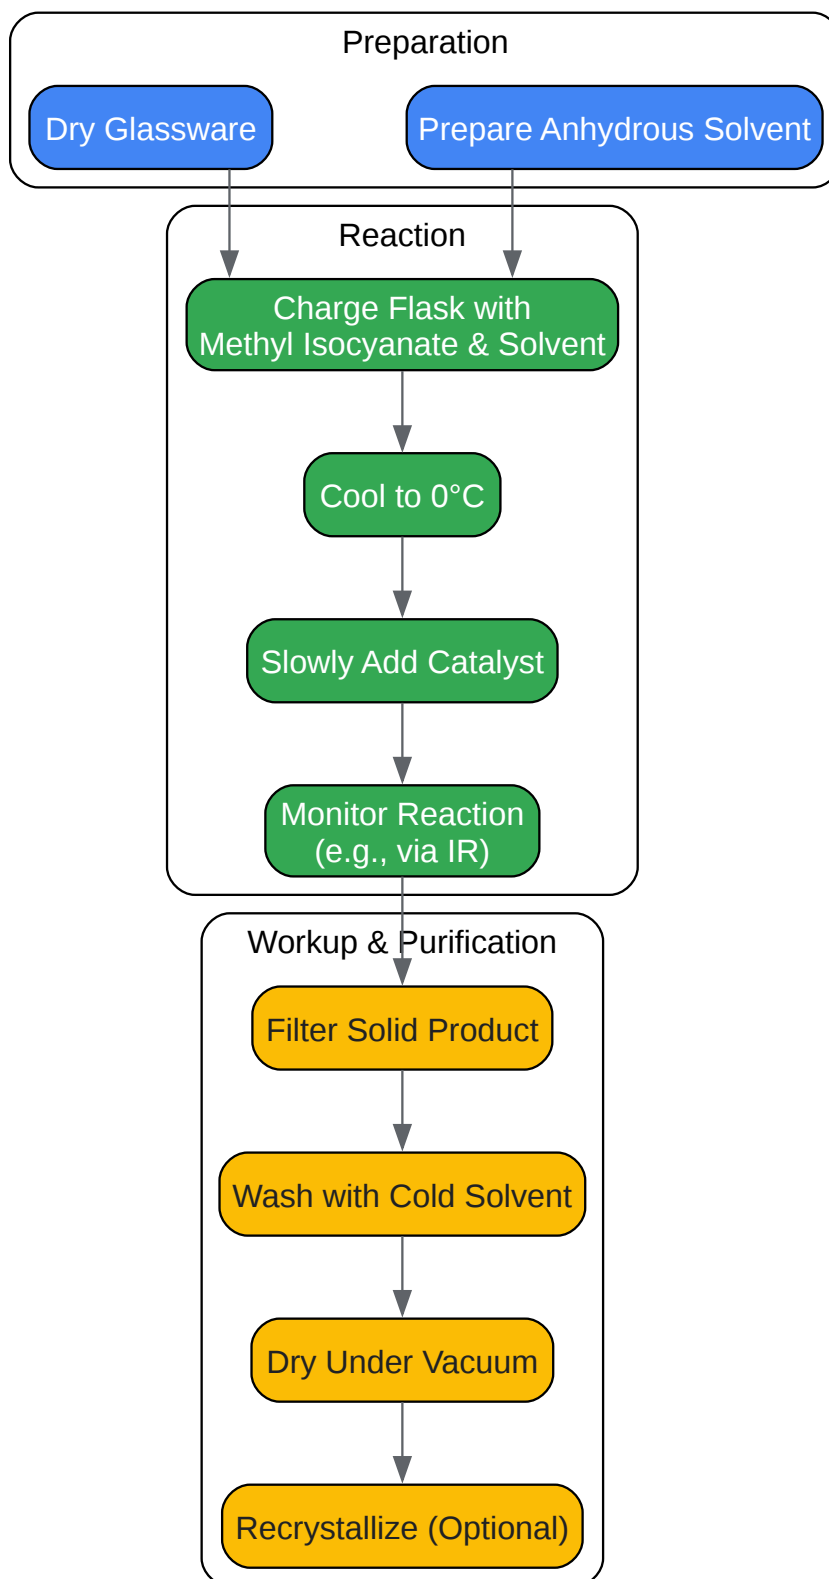 Preparation
Dry Glassware
Prepare Anhydrous Solvent
Reaction
Charge Flask with
Methyl Isocyanate & Solvent
Cool to 0°C
Slowly Add Catalyst
Monitor Reaction
(e.g., via IR)
Workup & Purification
Filter Solid Product
Wash with Cold Solvent
Dry Under Vacuum
Recrystallize (Optional)